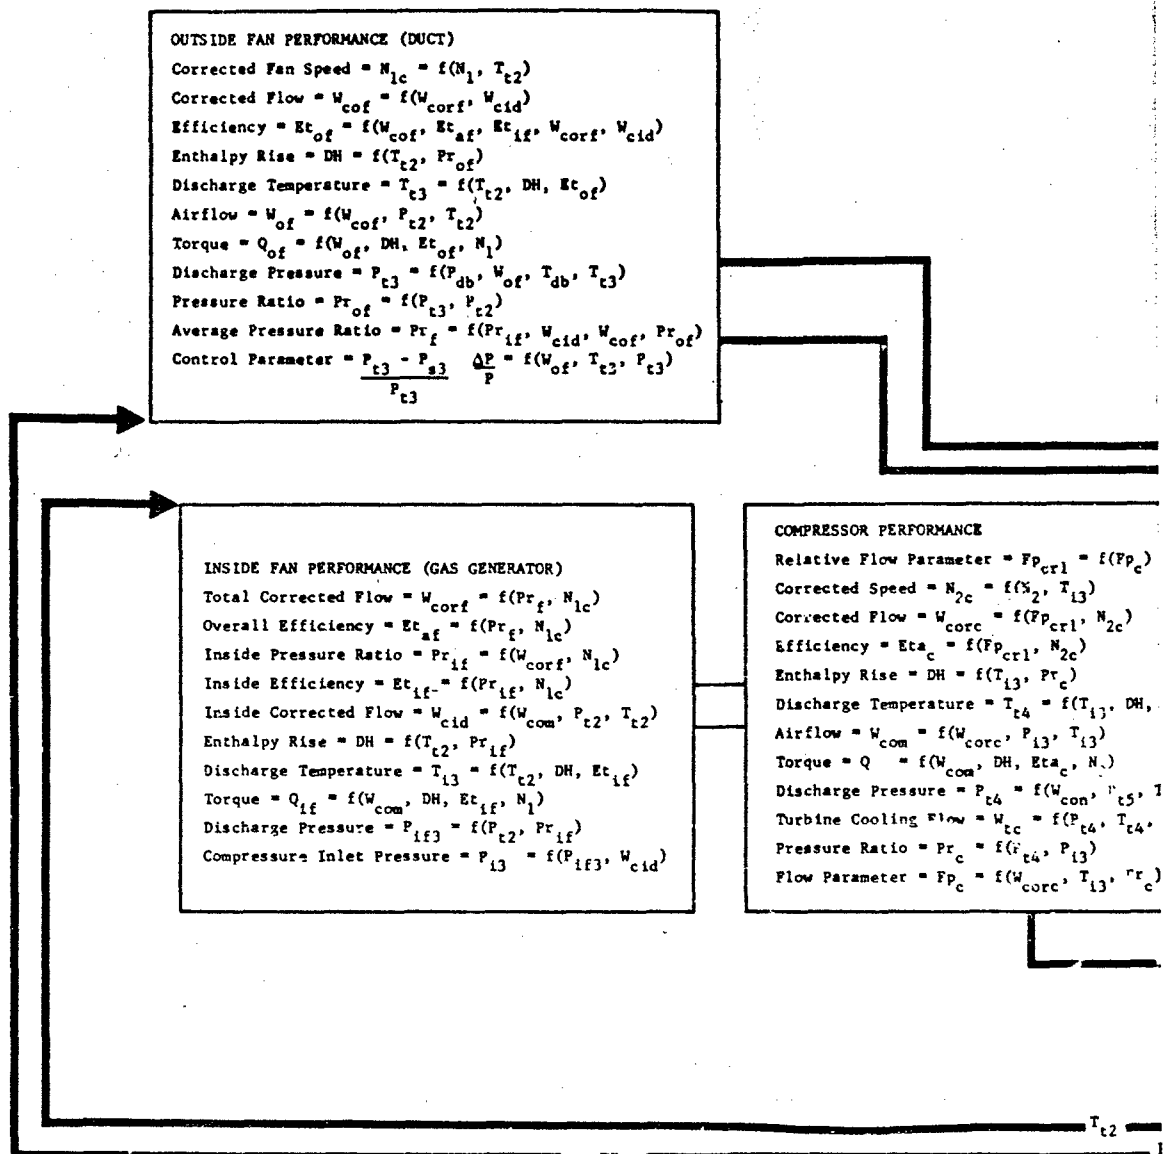 OUTSIDE FAN PERFORMANCE (DUCT)
Corrected Fan Speed = N1c = f(N1, Tt2)
Corrected Flow = Wcof = f(Wcorf, Wcid)
Efficiency = Etof = f(Wcof, Etaf, Etif, Wcorf, Wcid)
Enthalpy Rise = DH = f(Tt2, Prof)
Discharge Temperature = Tt3 = f(Tt2, DH, Etof)
Airflow = Wof = f(Wcof, Pt2, Tt2)
Torque = Qof = f(Wof, DH, Etof, N1)
Discharge Pressure = Pt3 = f(Pdb, Wof, Tdb, Tt3)
Pressure Ratio = Prof = f(Pt3, Pt2)
Average Pressure Ratio = Prf = f(Prif, Wcid, Wcof, Prof)
Control Parameter = Pt3 - Ps3 ΔP = f(Wof, Tt2, Pt3)
Pt3 P
INSIDE FAN PERFORMANCE (GAS GENERATOR)
Total Corrected Flow = Wcorf = f(Prf, N1c)
Overall Efficiency = Etaf = f(Prf, N1c)
Inside Pressure Ratio = Prif = f(Wcorf, N1c)
Inside Efficiency = Etif = f(Prif, N1c)
Inside Corrected Flow = Wcid = f(Wcom, Pt2, Tt2)
Enthalpy Rise = DH = f(Tt2, Prif)
Discharge Temperature = Ti3 = f(Tt2, DH, Etif)
Torque = Qif = f(Wcom, DH, Etif, N1)
Discharge Pressure = Pif3 = f(Pt2, Prif)
Compressure Inlet Pressure = Pi3 = f(Pif3, Wcid)
COMPRESSOR PERFORMANCE
Relative Flow Parameter = Fpcrl = f(Fpc)
Corrected Speed = N2c = f(N2, Ti3)
Corrected Flow = Wcorc = f(Fpcrl, N2c)
Efficiency = Etac = f(Fpcrl, N2c)
Enthalpy Rise = DH = f(Ti3, Prc)
Discharge Temperature = Tt4 = f(Ti3, DH,
Airflow = Wcom = f(Wcorc, Pi3, Ti3)
Torque = Q = f(Wcom, DH, Etac, N
Discharge Pressure = Pt4 = f(Wcon, Pt5, T
Turbine Cooling Flow = Wtc = f(Pt4, Tt4,
Pressure Ratio = Prc = f(Pt4, Pi3)
Flow Parameter = Fpc = f(Wcorc, Ti3, Prc)
Tt2